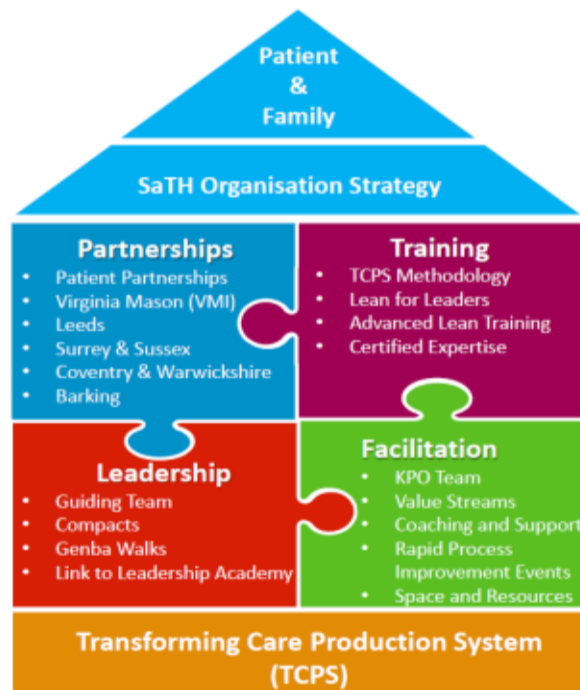 Patient
&
Family
SaTH Organisation Strategy
Partnerships
• Patient Partnerships
• Virginia Mason (VMI)
• Leeds
• Surrey & Sussex
• Coventry & Warwickshire
• Barking
Training
• TCPS Methodology
• Lean for Leaders
• Advanced Lean Training
• Certified Expertise
Leadership
• Guiding Team
• Compacts
• Genba Walks
• Link to Leadership Academy
Facilitation
• KPO Team
• Value Streams
• Coaching and Support
• Rapid Process
Improvement Events
• Space and Resources
Transforming Care Production System
(TCPS)